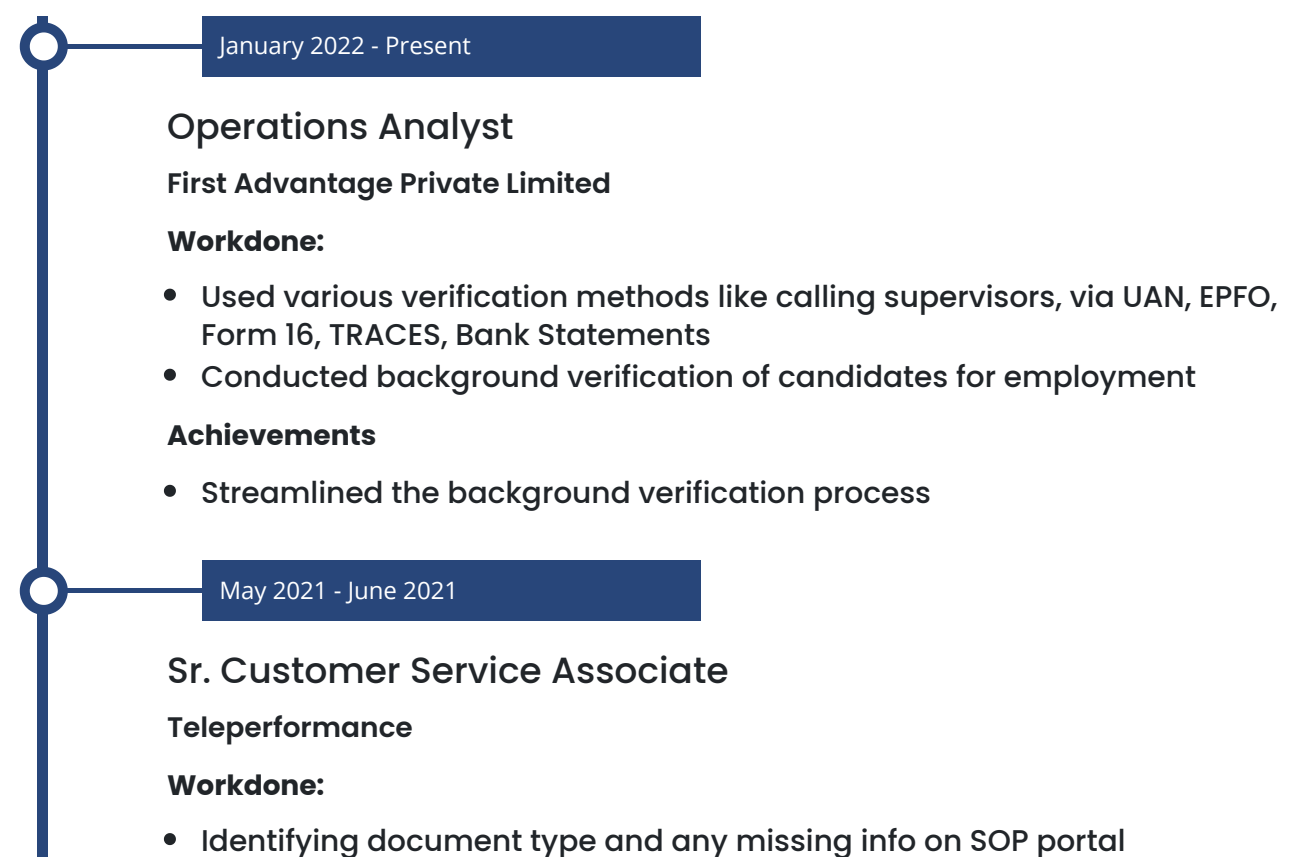 January 2022 - Present
Operations Analyst
First Advantage Private Limited
Workdone:
Used various verification methods like calling supervisors, via UAN, EPFO,
Form 16, TRACES, Bank Statements
Conducted background verification of candidates for employment
Achievements
Streamlined the background verification process
May 2021 - June 2021
Sr. Customer Service Associate
Teleperformance
Workdone:
Identifying document type and any missing info on SOP portal